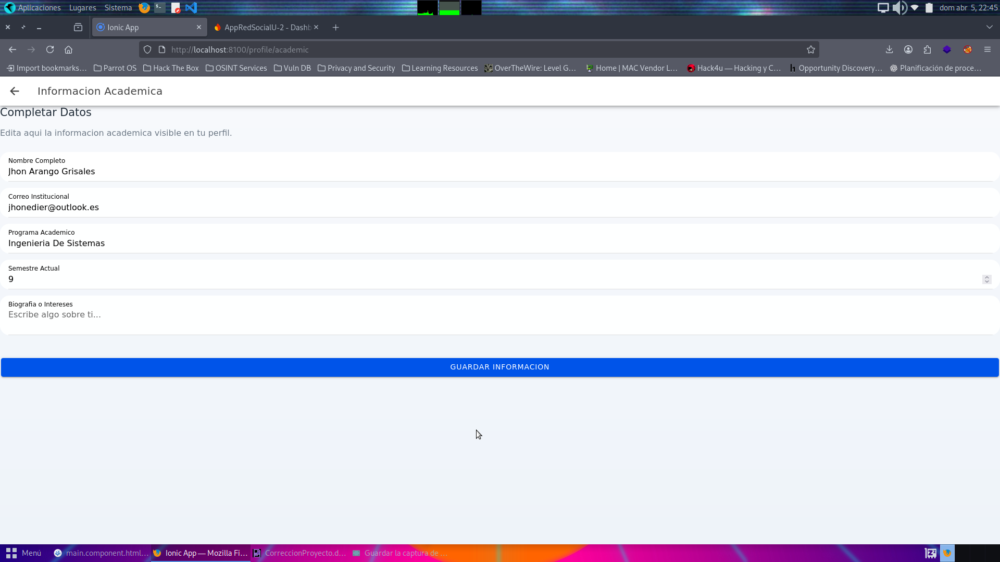 Aplicaciones Lugares Sistema dom abr 5, 22:45
Ionic App AppRedSocialU-2 - Dashb
http://localhost:8100/profile/academic
Import bookmarks… Parrot OS Hack The Box OSINT Services Vuln DB Privacy and Security Learning Resources OverTheWire: Level G… Home | MAC Vendor L… Hack4u — Hacking y C… Opportunity Discovery… Planificación de proce…
Informacion Academica
Completar Datos
Edita aqui la informacion academica visible en tu perfil.
Nombre Completo
Jhon Arango Grisales
Correo Institucional
jhonedier@outlook.es
Programa Academico
Ingenieria De Sistemas
Semestre Actual
9
Biografia o Intereses
Escribe algo sobre ti...
GUARDAR INFORMACION
Menú main.component.html… Ionic App — Mozilla Fi… CorreccionProyecto.d… Guardar la captura de …